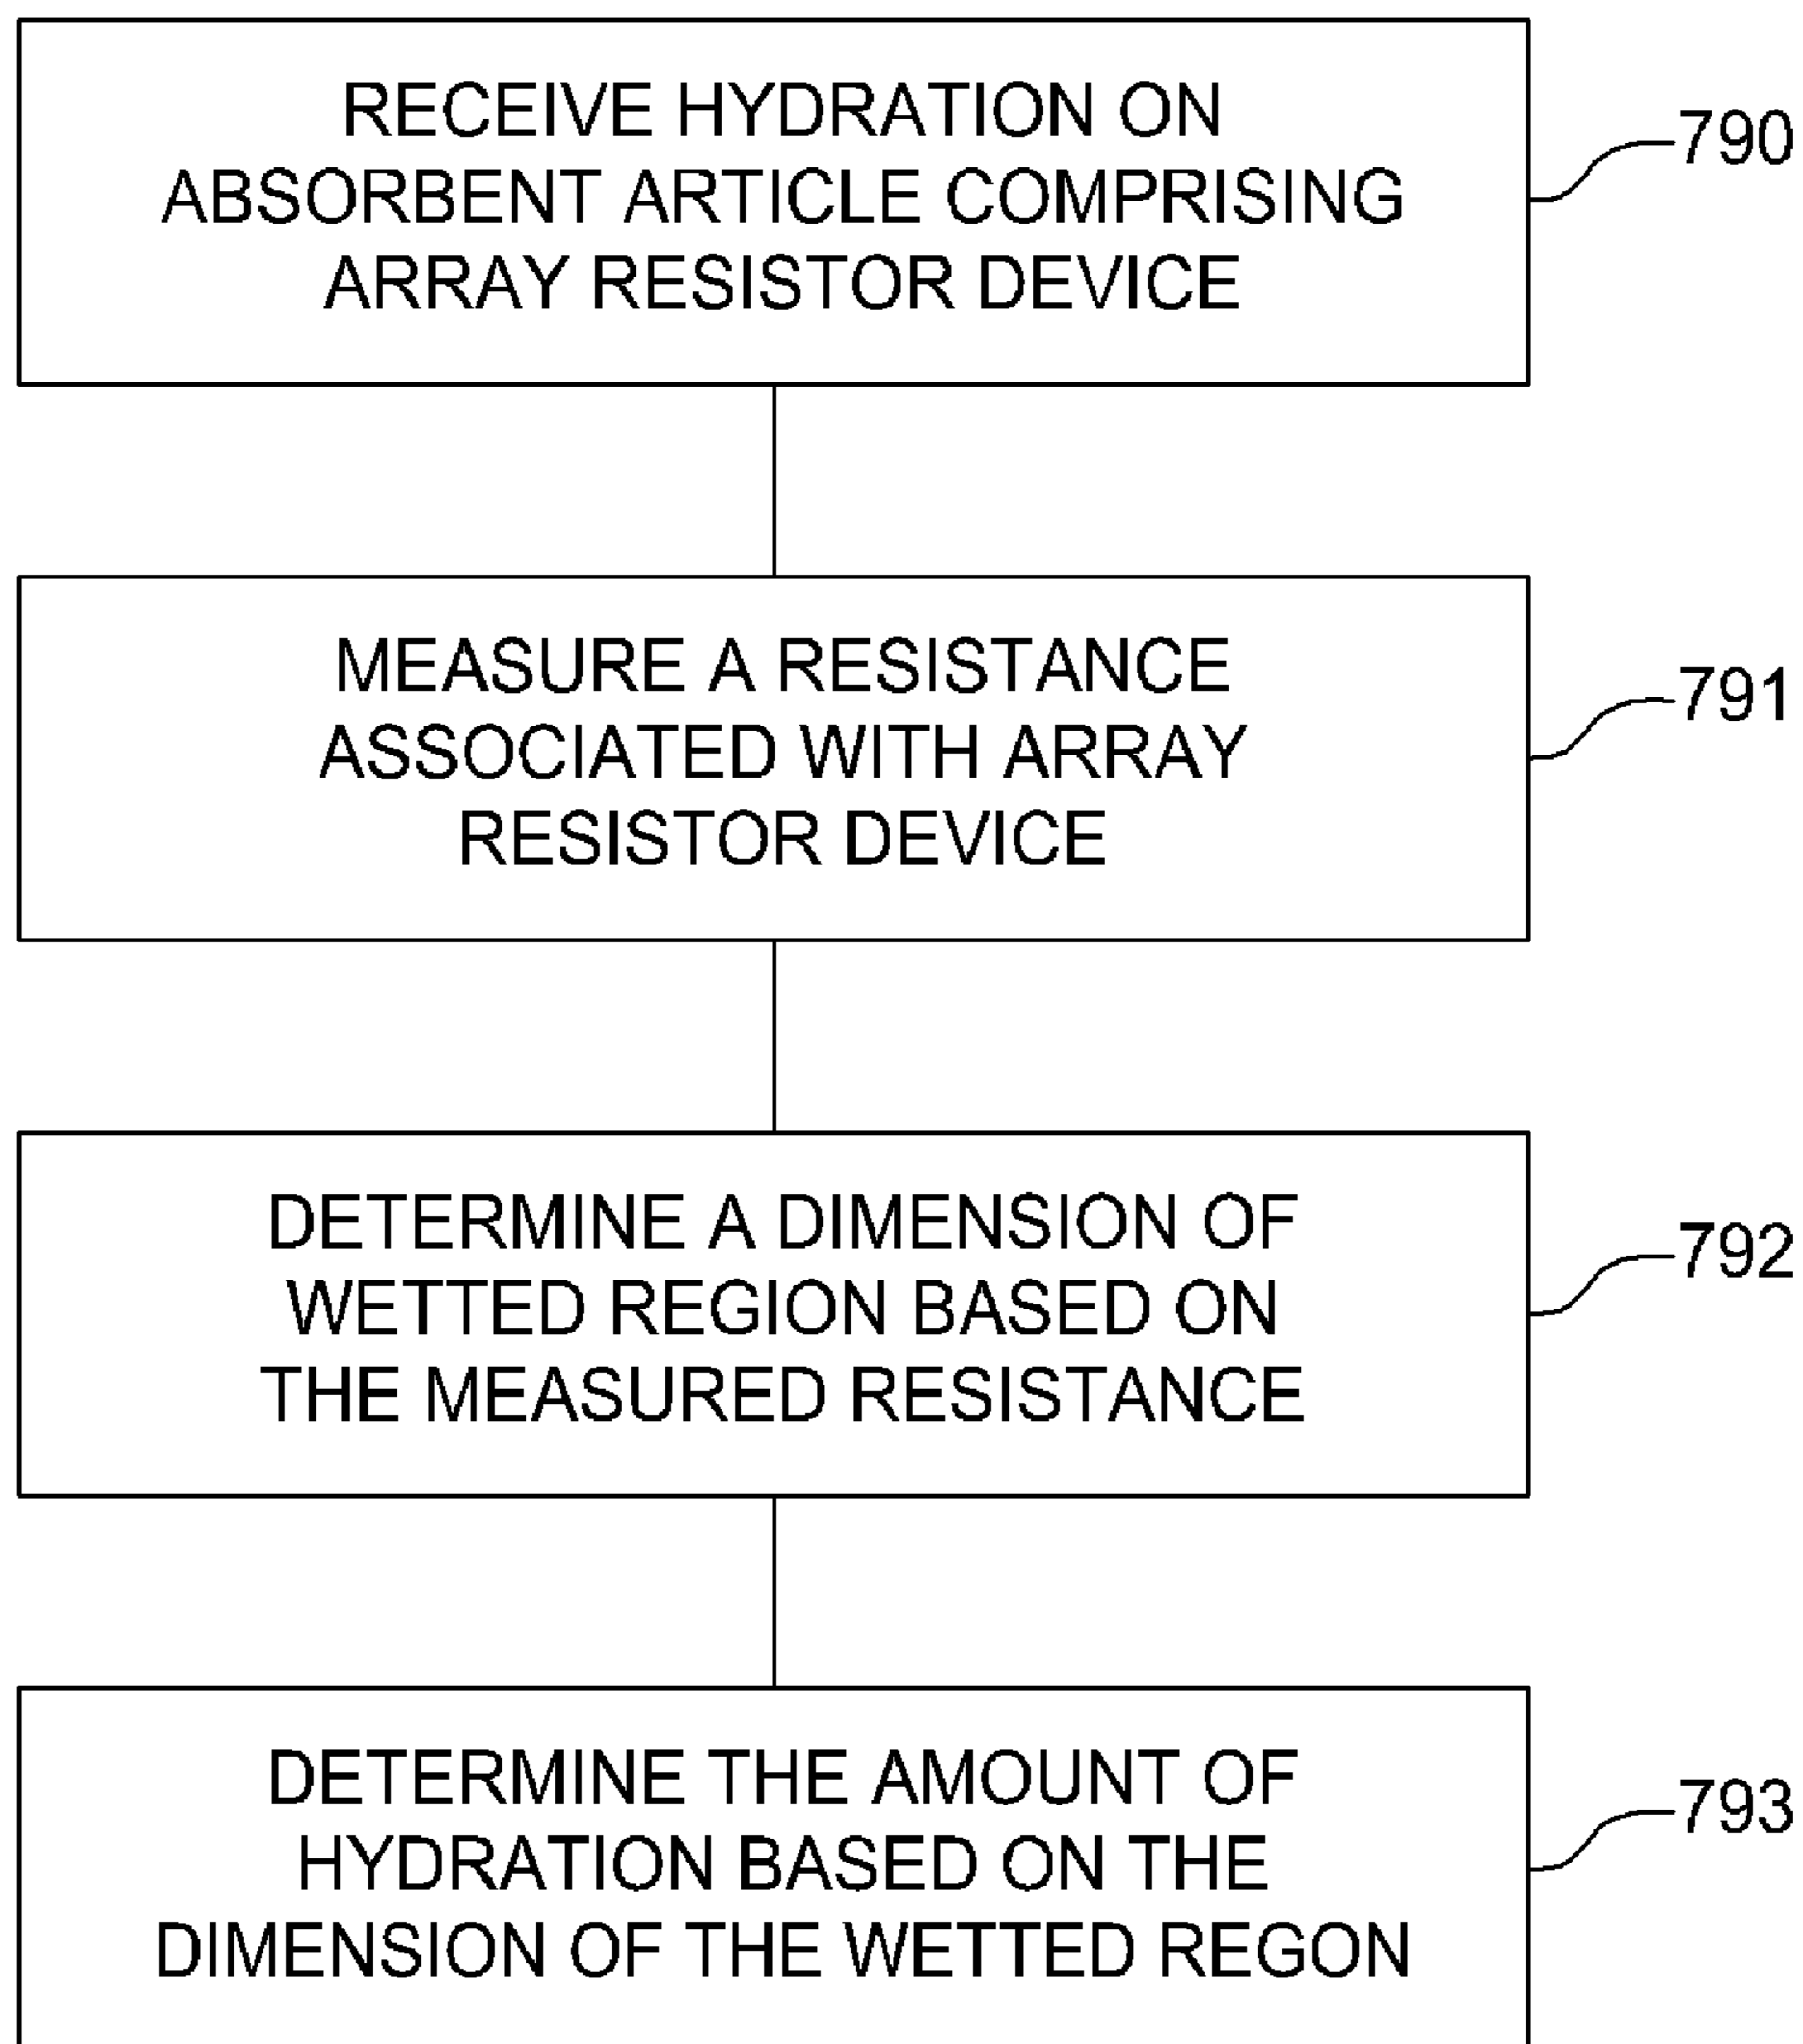 RECEIVE HYDRATION ON
ABSORBENT ARTICLE COMPRISING
ARRAY RESISTOR DEVICE
790
MEASURE A RESISTANCE
ASSOCIATED WITH ARRAY
RESISTOR DEVICE
791
DETERMINE A DIMENSION OF
WETTED REGION BASED ON
THE MEASURED RESISTANCE
792
DETERMINE THE AMOUNT OF
HYDRATION BASED ON THE
DIMENSION OF THE WETTED REGON
793